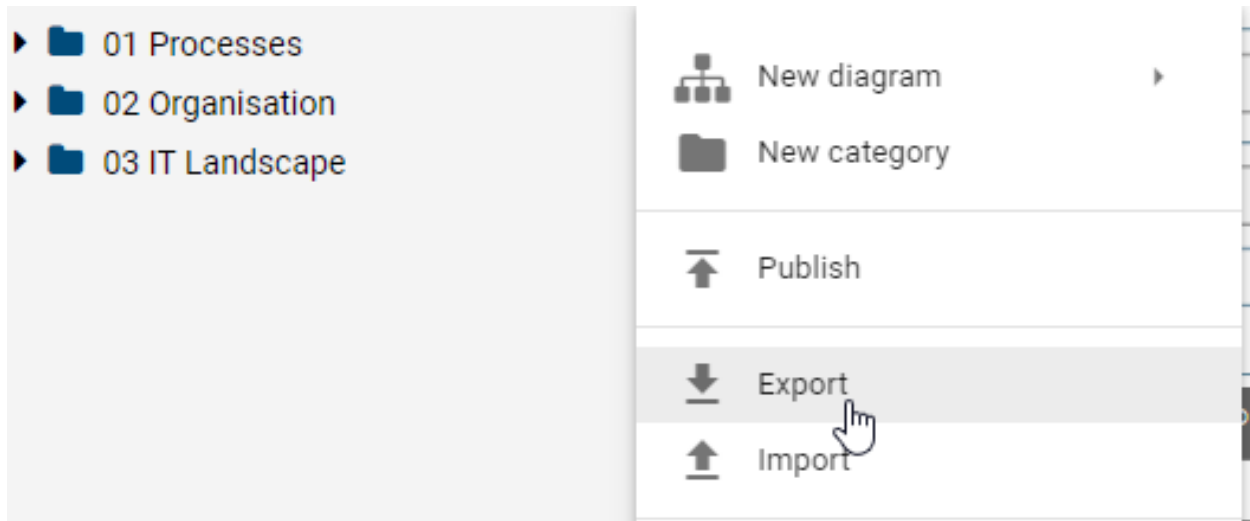 01 Processes
02 Organisation
03 IT Landscape
New diagram
New category
Publish
Export
Import